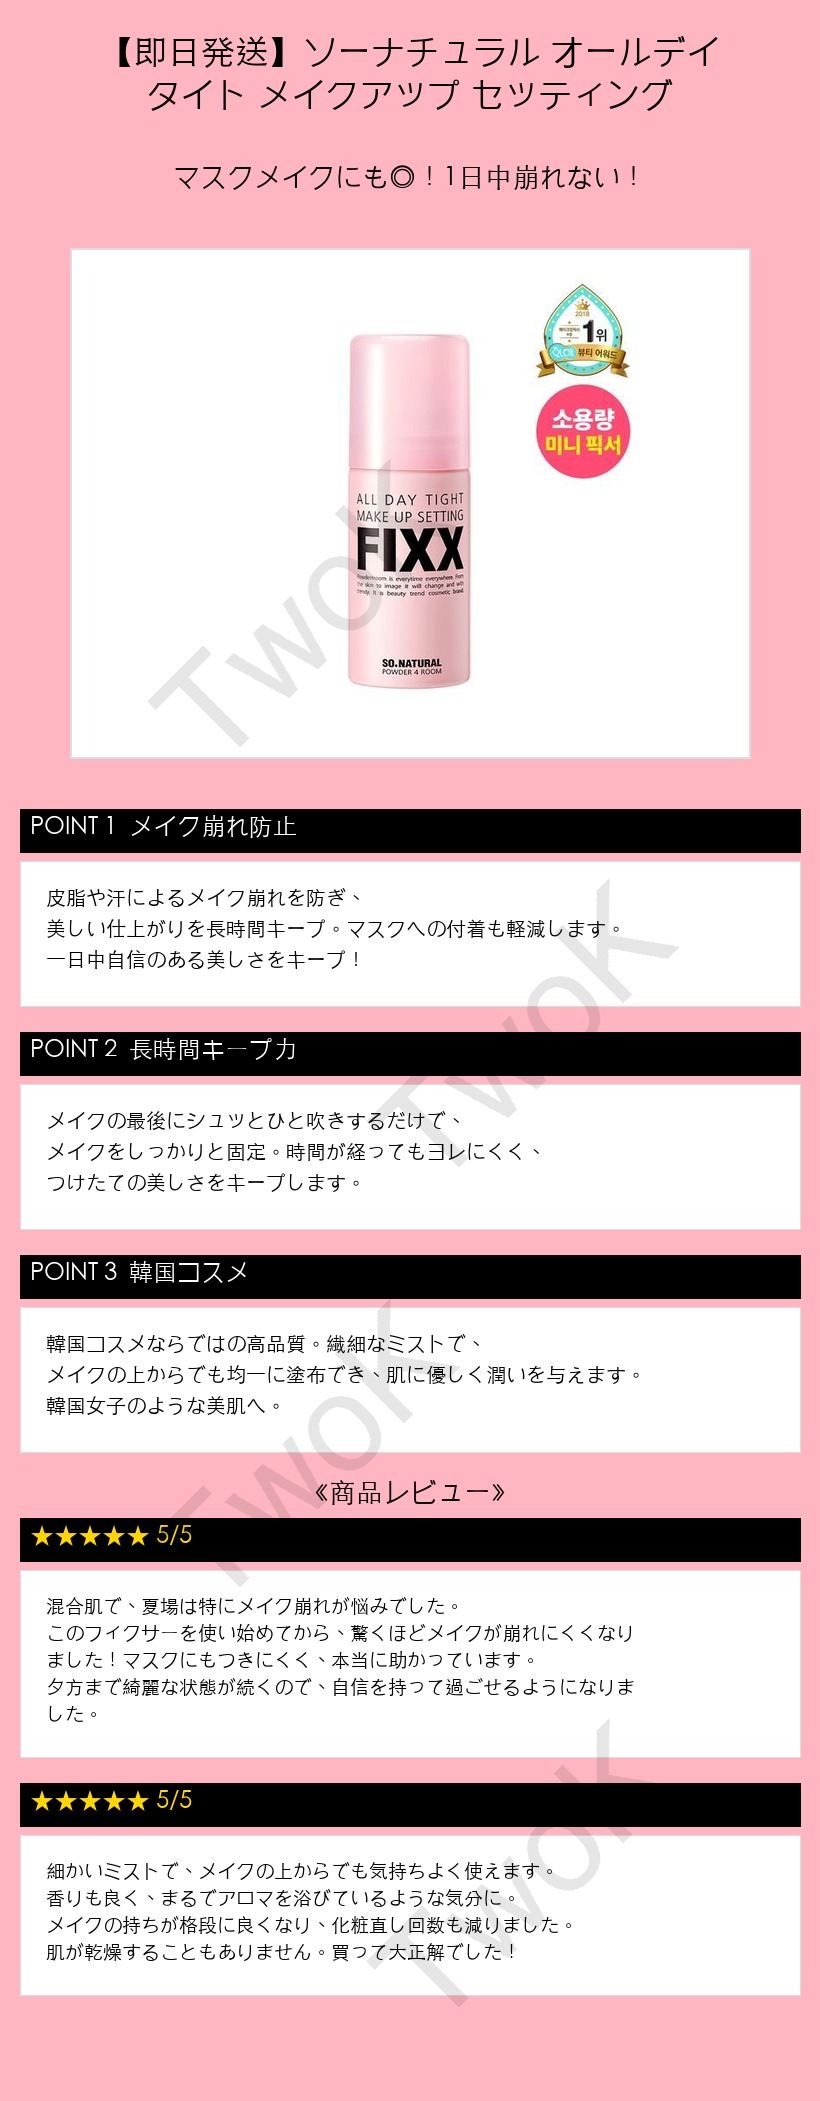 【即日発送】ソーナチュラル オールデイ
タイト メイクアップ セッティング
マスクメイクにも◎！1日中崩れない！
2018
1위
뷰티 어워드
소용량
미니 픽서
ALL DAY TIGHT
MAKE UP SETTING
FIXX
Powderroom is everytime everywhere. From
the skin to image it will change and with
trendy. It is beauty trend cosmetic brand.
SO.NATURAL
POWDER 4 ROOM
TwoK
POINT 1 メイク崩れ防止
皮脂や汗によるメイク崩れを防ぎ、
美しい仕上がりを長時間キープ。マスクへの付着も軽減します。
一日中自信のある美しさをキープ！
TwoK
POINT 2 長時間キープ力
メイクの最後にシュッとひと吹きするだけで、
メイクをしっかりと固定。時間が経ってもヨレにくく、
つけたての美しさをキープします。
POINT 3 韓国コスメ
韓国コスメならではの高品質。繊細なミストで、
メイクの上からでも均一に塗布でき、肌に優しく潤いを与えます。
韓国女子のような美肌へ。
TwoK
《商品レビュー》
★★★★★ 5/5
混合肌で、夏場は特にメイク崩れが悩みでした。
このフィクサーを使い始めてから、驚くほどメイクが崩れにくくなり
ました！マスクにもつきにくく、本当に助かっています。
夕方まで綺麗な状態が続くので、自信を持って過ごせるようになりま
した。
★★★★★ 5/5
細かいミストで、メイクの上からでも気持ちよく使えます。
香りも良く、まるでアロマを浴びているような気分に。
メイクの持ちが格段に良くなり、化粧直し回数も減りました。
肌が乾燥することもありません。買って大正解でした！
TwoK